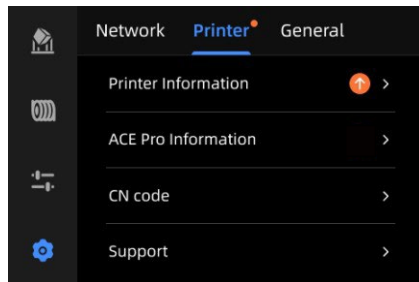 Network Printer General
Printer Information
ACE Pro Information
CN code
Support